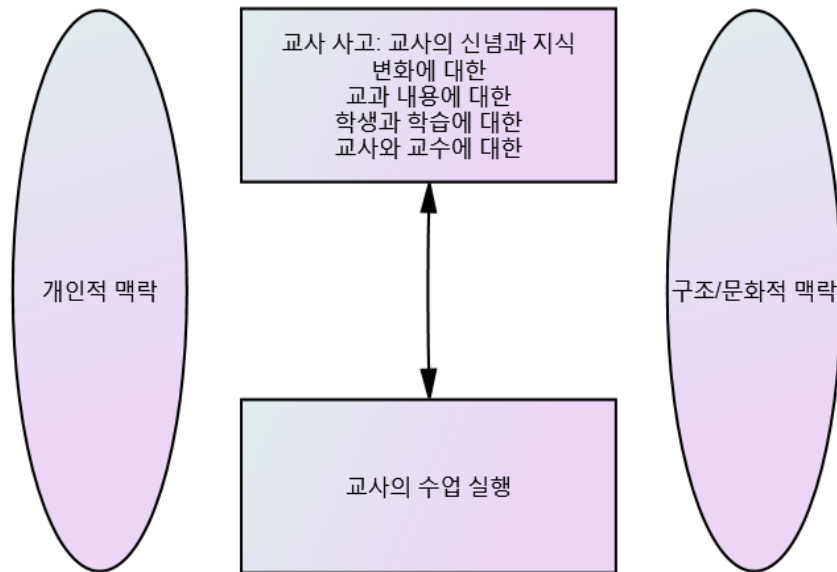 교사 사고: 교사의 신념과 지식
변화에 대한
교과 내용에 대한
학생과 학습에 대한
교사와 교수에 대한
개인적 맥락
구조/문화적 맥락
교사의 수업 실행